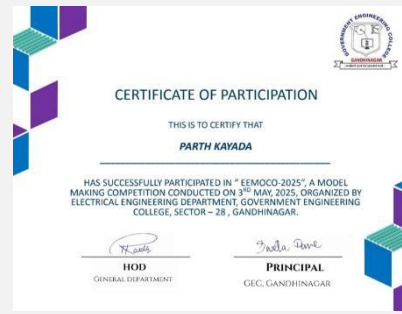 GOVERNMENT ENGINEERING COLLEGE
GANDHINAGAR
CERTIFICATE OF PARTICIPATION
THIS IS TO CERTIFY THAT
PARTH KAYADA
HAS SUCCESSFULLY PARTICIPATED IN " EEMOCO-2025", A MODEL
MAKING COMPETITION CONDUCTED ON 3RD MAY, 2025, ORGANIZED BY
ELECTRICAL ENGINEERING DEPARTMENT, GOVERNMENT ENGINEERING
COLLEGE, SECTOR – 28 , GANDHINAGAR.
HOD
GENERAL DEPARTMENT
PRINCIPAL
GEC, GANDHINAGAR